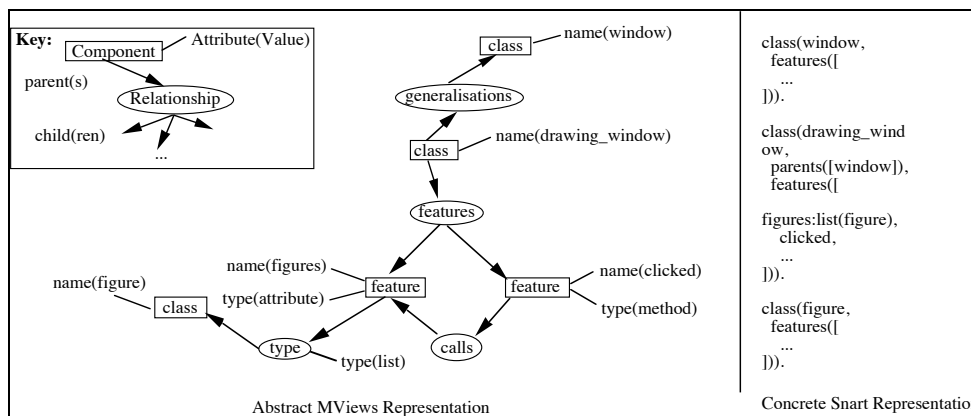 Key:
Component
Attribute(Value)
parent(s)
Relationship
child(ren)
...
class
name(window)
generalisations
class
name(drawing_window)
features
name(figures)
type(attribute)
feature
feature
name(clicked)
type(method)
name(figure)
class
type
type(list)
calls
Abstract MViews Representation
class(window,
features([
...
])).
class(drawing_wind
ow,
parents([window]),
features([
figures:list(figure),
clicked,
...
])).
class(figure,
features([
...
])).
Concrete Snart Representatio